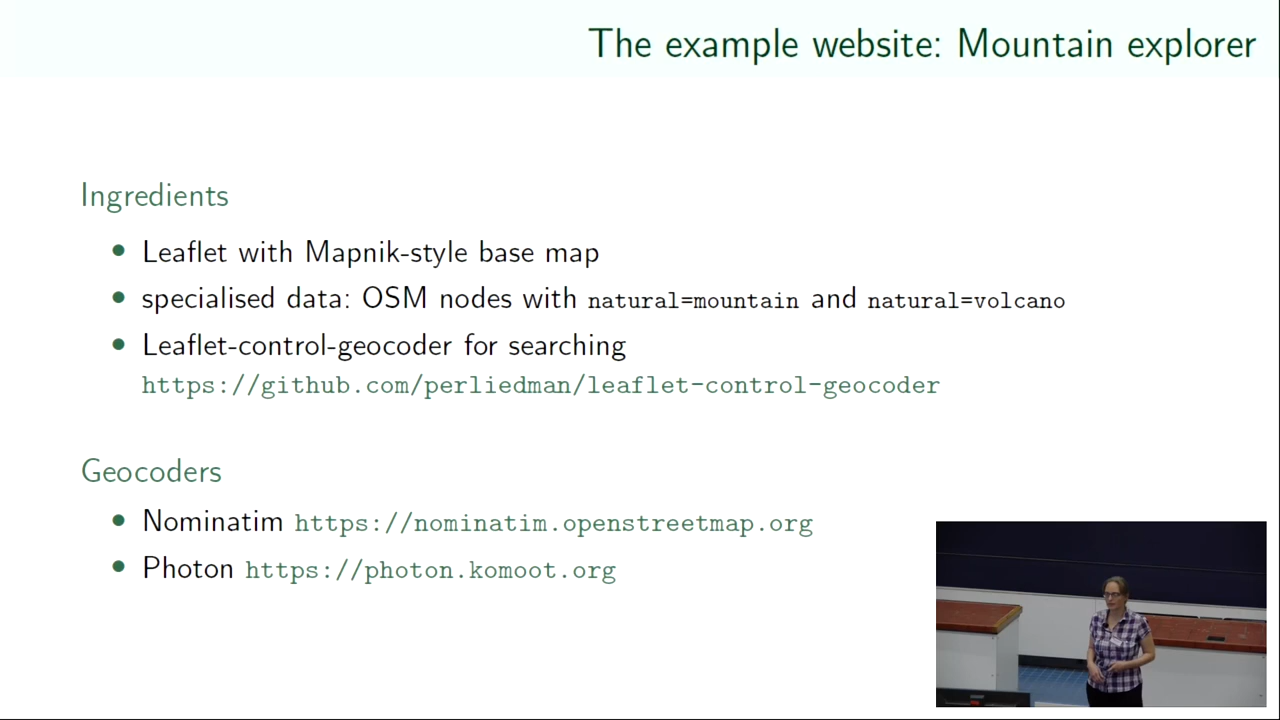 The example website: Mountain explorer
Ingredients
Leaflet with Mapnik-style base map
specialised data: OSM nodes with natural=mountain and natural=volcano
Leaflet-control-geocoder for searching
https://github.com/perliedman/leaflet-control-geocoder
Geocoders
Nominatim https://nominatim.openstreetmap.org
Photon https://photon.komoot.org